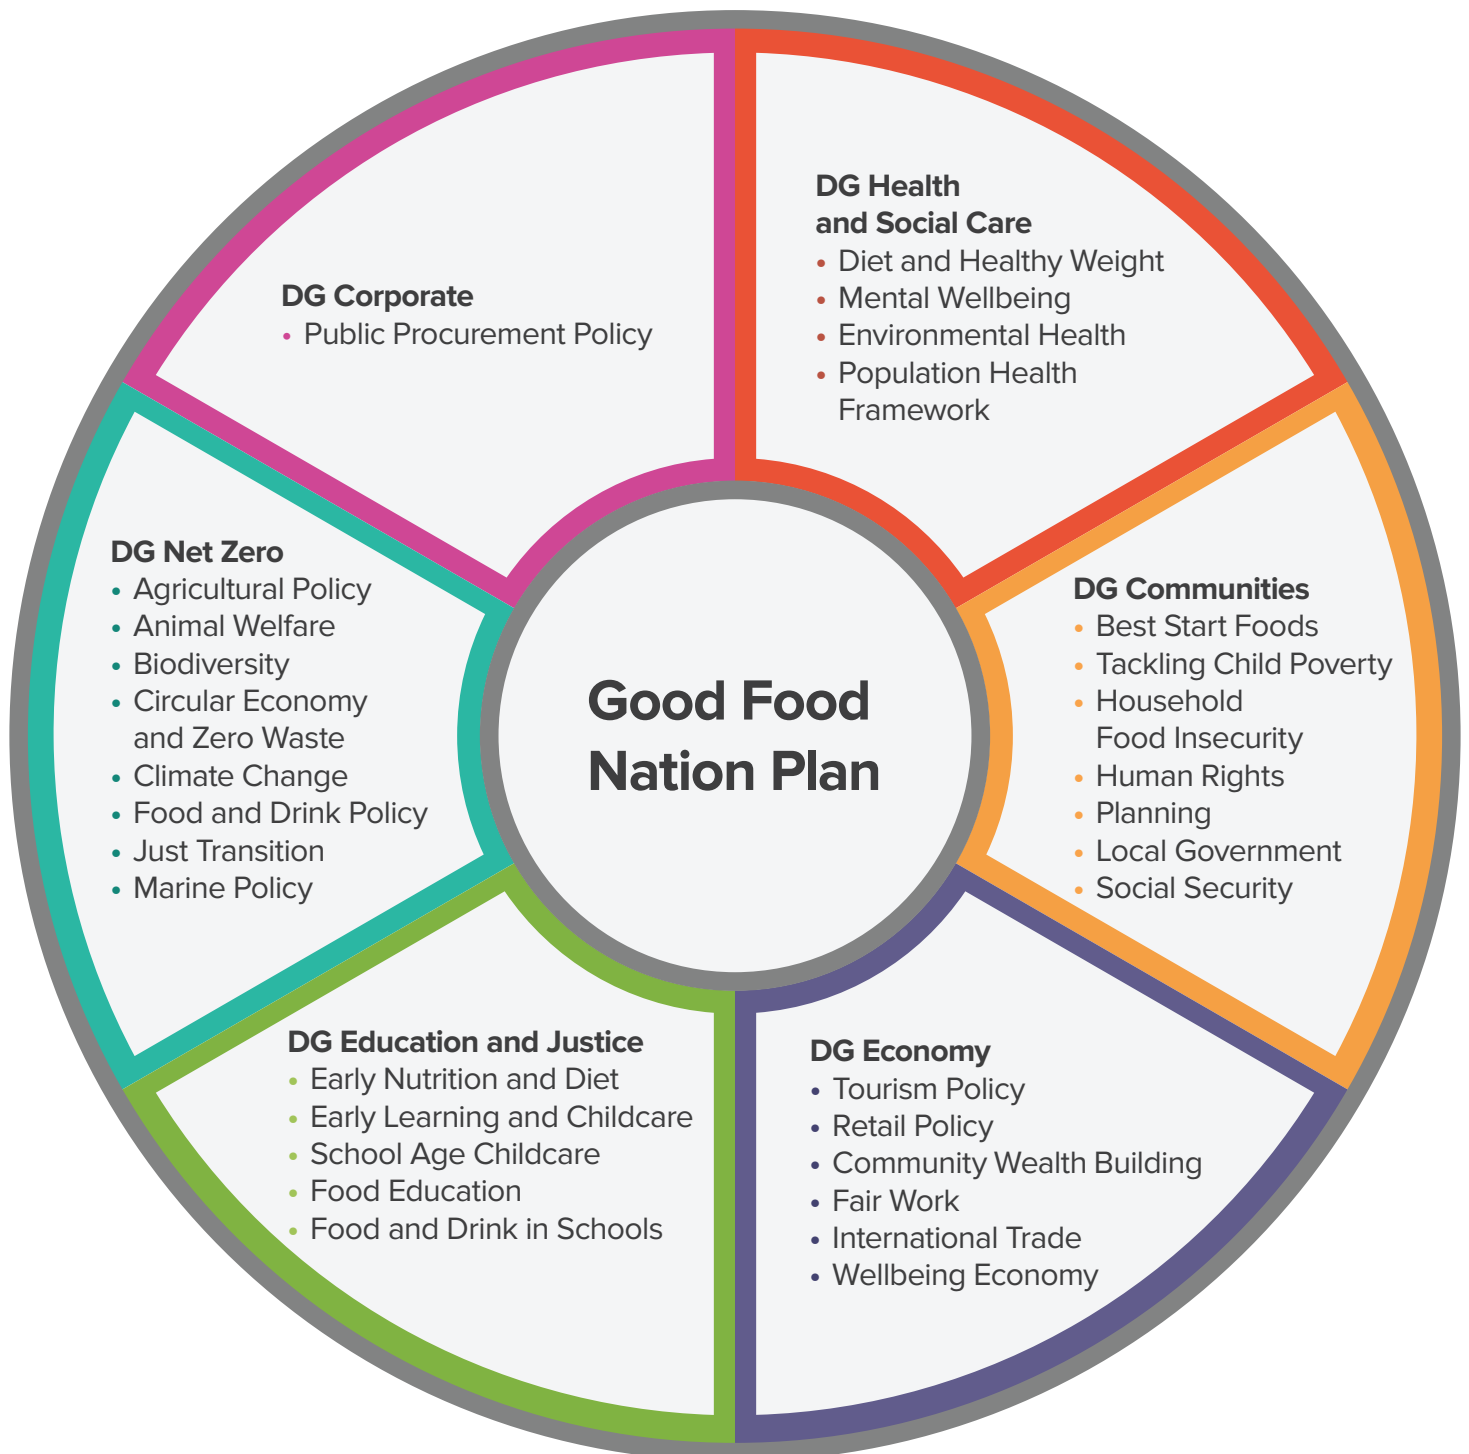 DG Health
and Social Care
• Diet and Healthy Weight
• Mental Wellbeing
• Environmental Health
• Population Health
Framework
DG Communities
• Best Start Foods
• Tackling Child Poverty
• Household
Food Insecurity
• Human Rights
• Planning
• Local Government
• Social Security
DG Economy
• Tourism Policy
• Retail Policy
• Community Wealth Building
• Fair Work
• International Trade
• Wellbeing Economy
DG Education and Justice
• Early Nutrition and Diet
• Early Learning and Childcare
• School Age Childcare
• Food Education
• Food and Drink in Schools
DG Net Zero
• Agricultural Policy
• Animal Welfare
• Biodiversity
• Circular Economy
and Zero Waste
• Climate Change
• Food and Drink Policy
• Just Transition
• Marine Policy
DG Corporate
• Public Procurement Policy
Good Food
Nation Plan